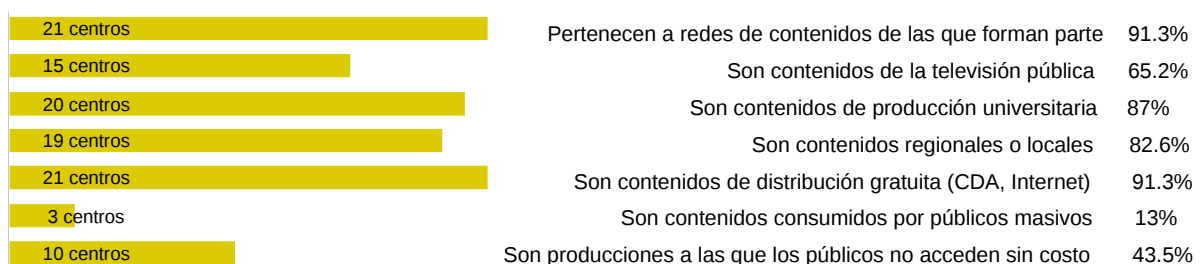 21 centros Pertenecen a redes de contenidos de las que forman parte 91.3%
15 centros Son contenidos de la televisión pública 65.2%
20 centros Son contenidos de producción universitaria 87%
19 centros Son contenidos regionales o locales 82.6%
21 centros Son contenidos de distribución gratuita (CDA, Internet) 91.3%
3 centros Son contenidos consumidos por públicos masivos 13%
10 centros Son producciones a las que los públicos no acceden sin costo 43.5%